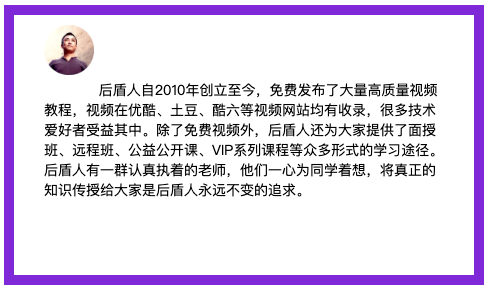 后盾人自2010年创立至今，免费发布了大量高质量视频
教程，视频在优酷、土豆、酷六等视频网站均有收录，很多技术
爱好者受益其中。除了免费视频外，后盾人还为大家提供了面授
班、远程班、公益公开课、VIP系列课程等众多形式的学习途径。
后盾人有一群认真执着的老师，他们一心为同学着想，将真正的
知识传授给大家是后盾人永远不变的追求。